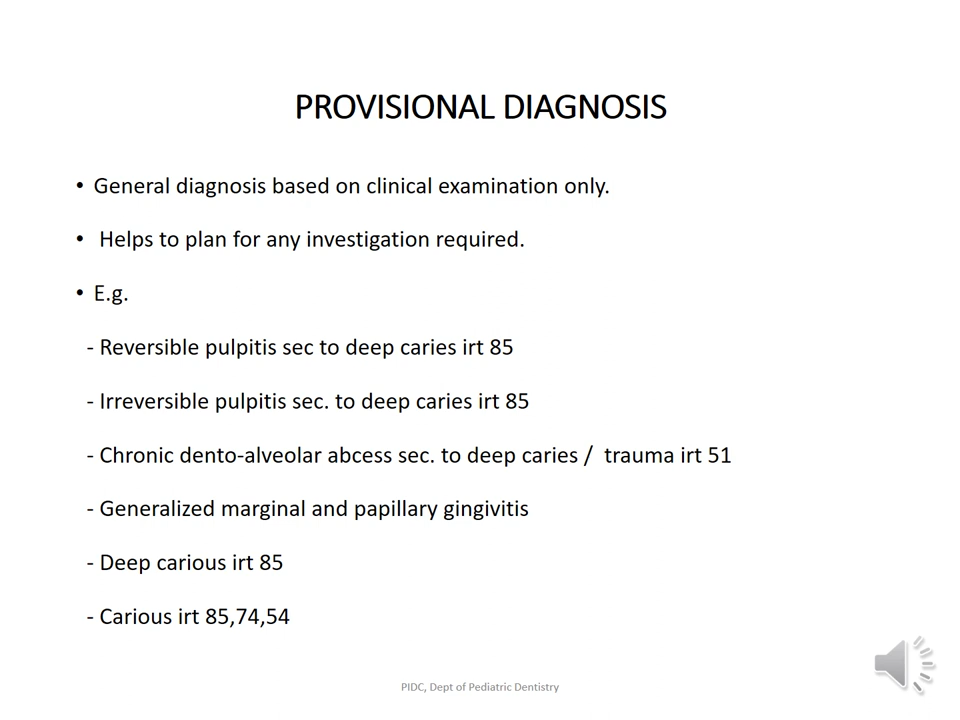 PROVISIONAL DIAGNOSIS
• General diagnosis based on clinical examination only.
• Helps to plan for any investigation required.
• E.g.
- Reversible pulpitis sec to deep caries irt 85
- Irreversible pulpitis sec. to deep caries irt 85
- Chronic dento-alveolar abcess sec. to deep caries / trauma irt 51
- Generalized marginal and papillary gingivitis
- Deep carious irt 85
- Carious irt 85,74,54
PIDC, Dept of Pediatric Dentistry